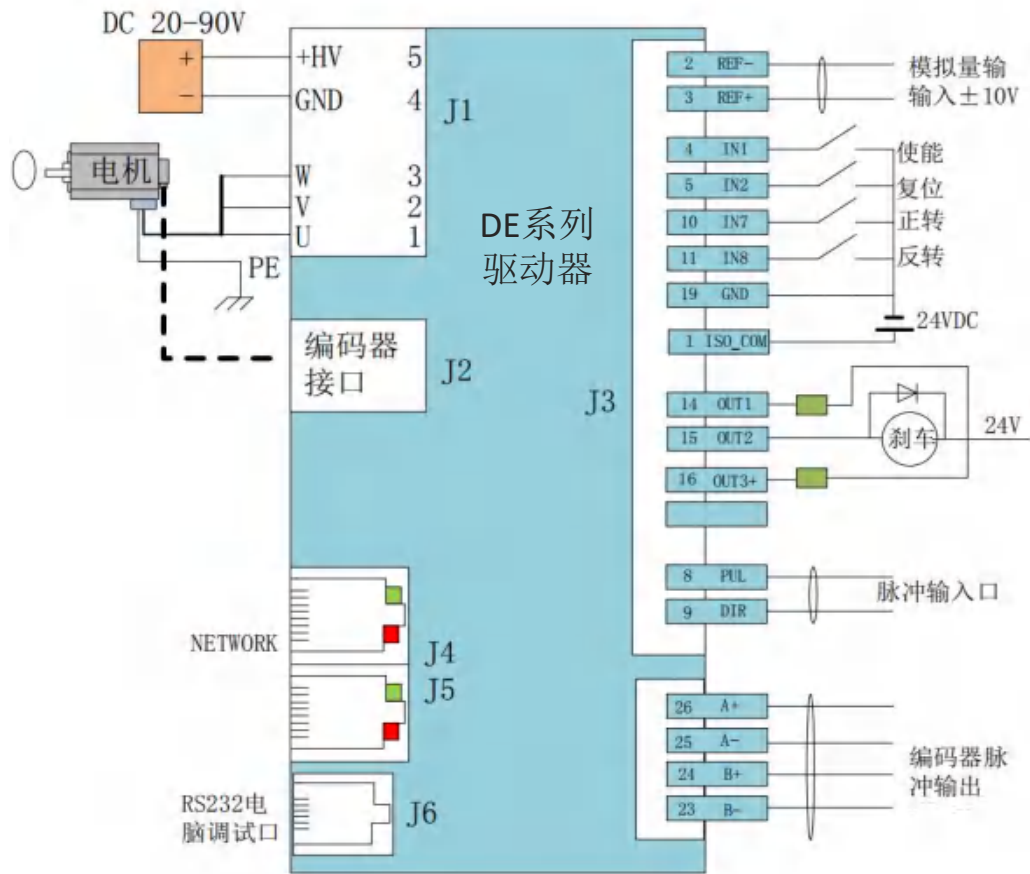 DC 20-90V
+
-
+HV 5
GND 4
J1
电机
W 3
V 2
U 1
PE
DE系列
驱动器
编码器
接口
J2
J3
NETWORK
J4
J5
RS232电
脑调试口
J6
2 REF-
3 REF+
模拟量输
输入±10V
4 IN1
使能
5 IN2
复位
10 IN7
正转
11 IN8
反转
19 GND
24VDC
1 ISO_COM
14 OUT1
15 OUT2
刹车
24V
16 OUT3+
8 PUL
9 DIR
脉冲输入口
26 A+
25 A-
24 B+
23 B-
编码器脉
冲输出